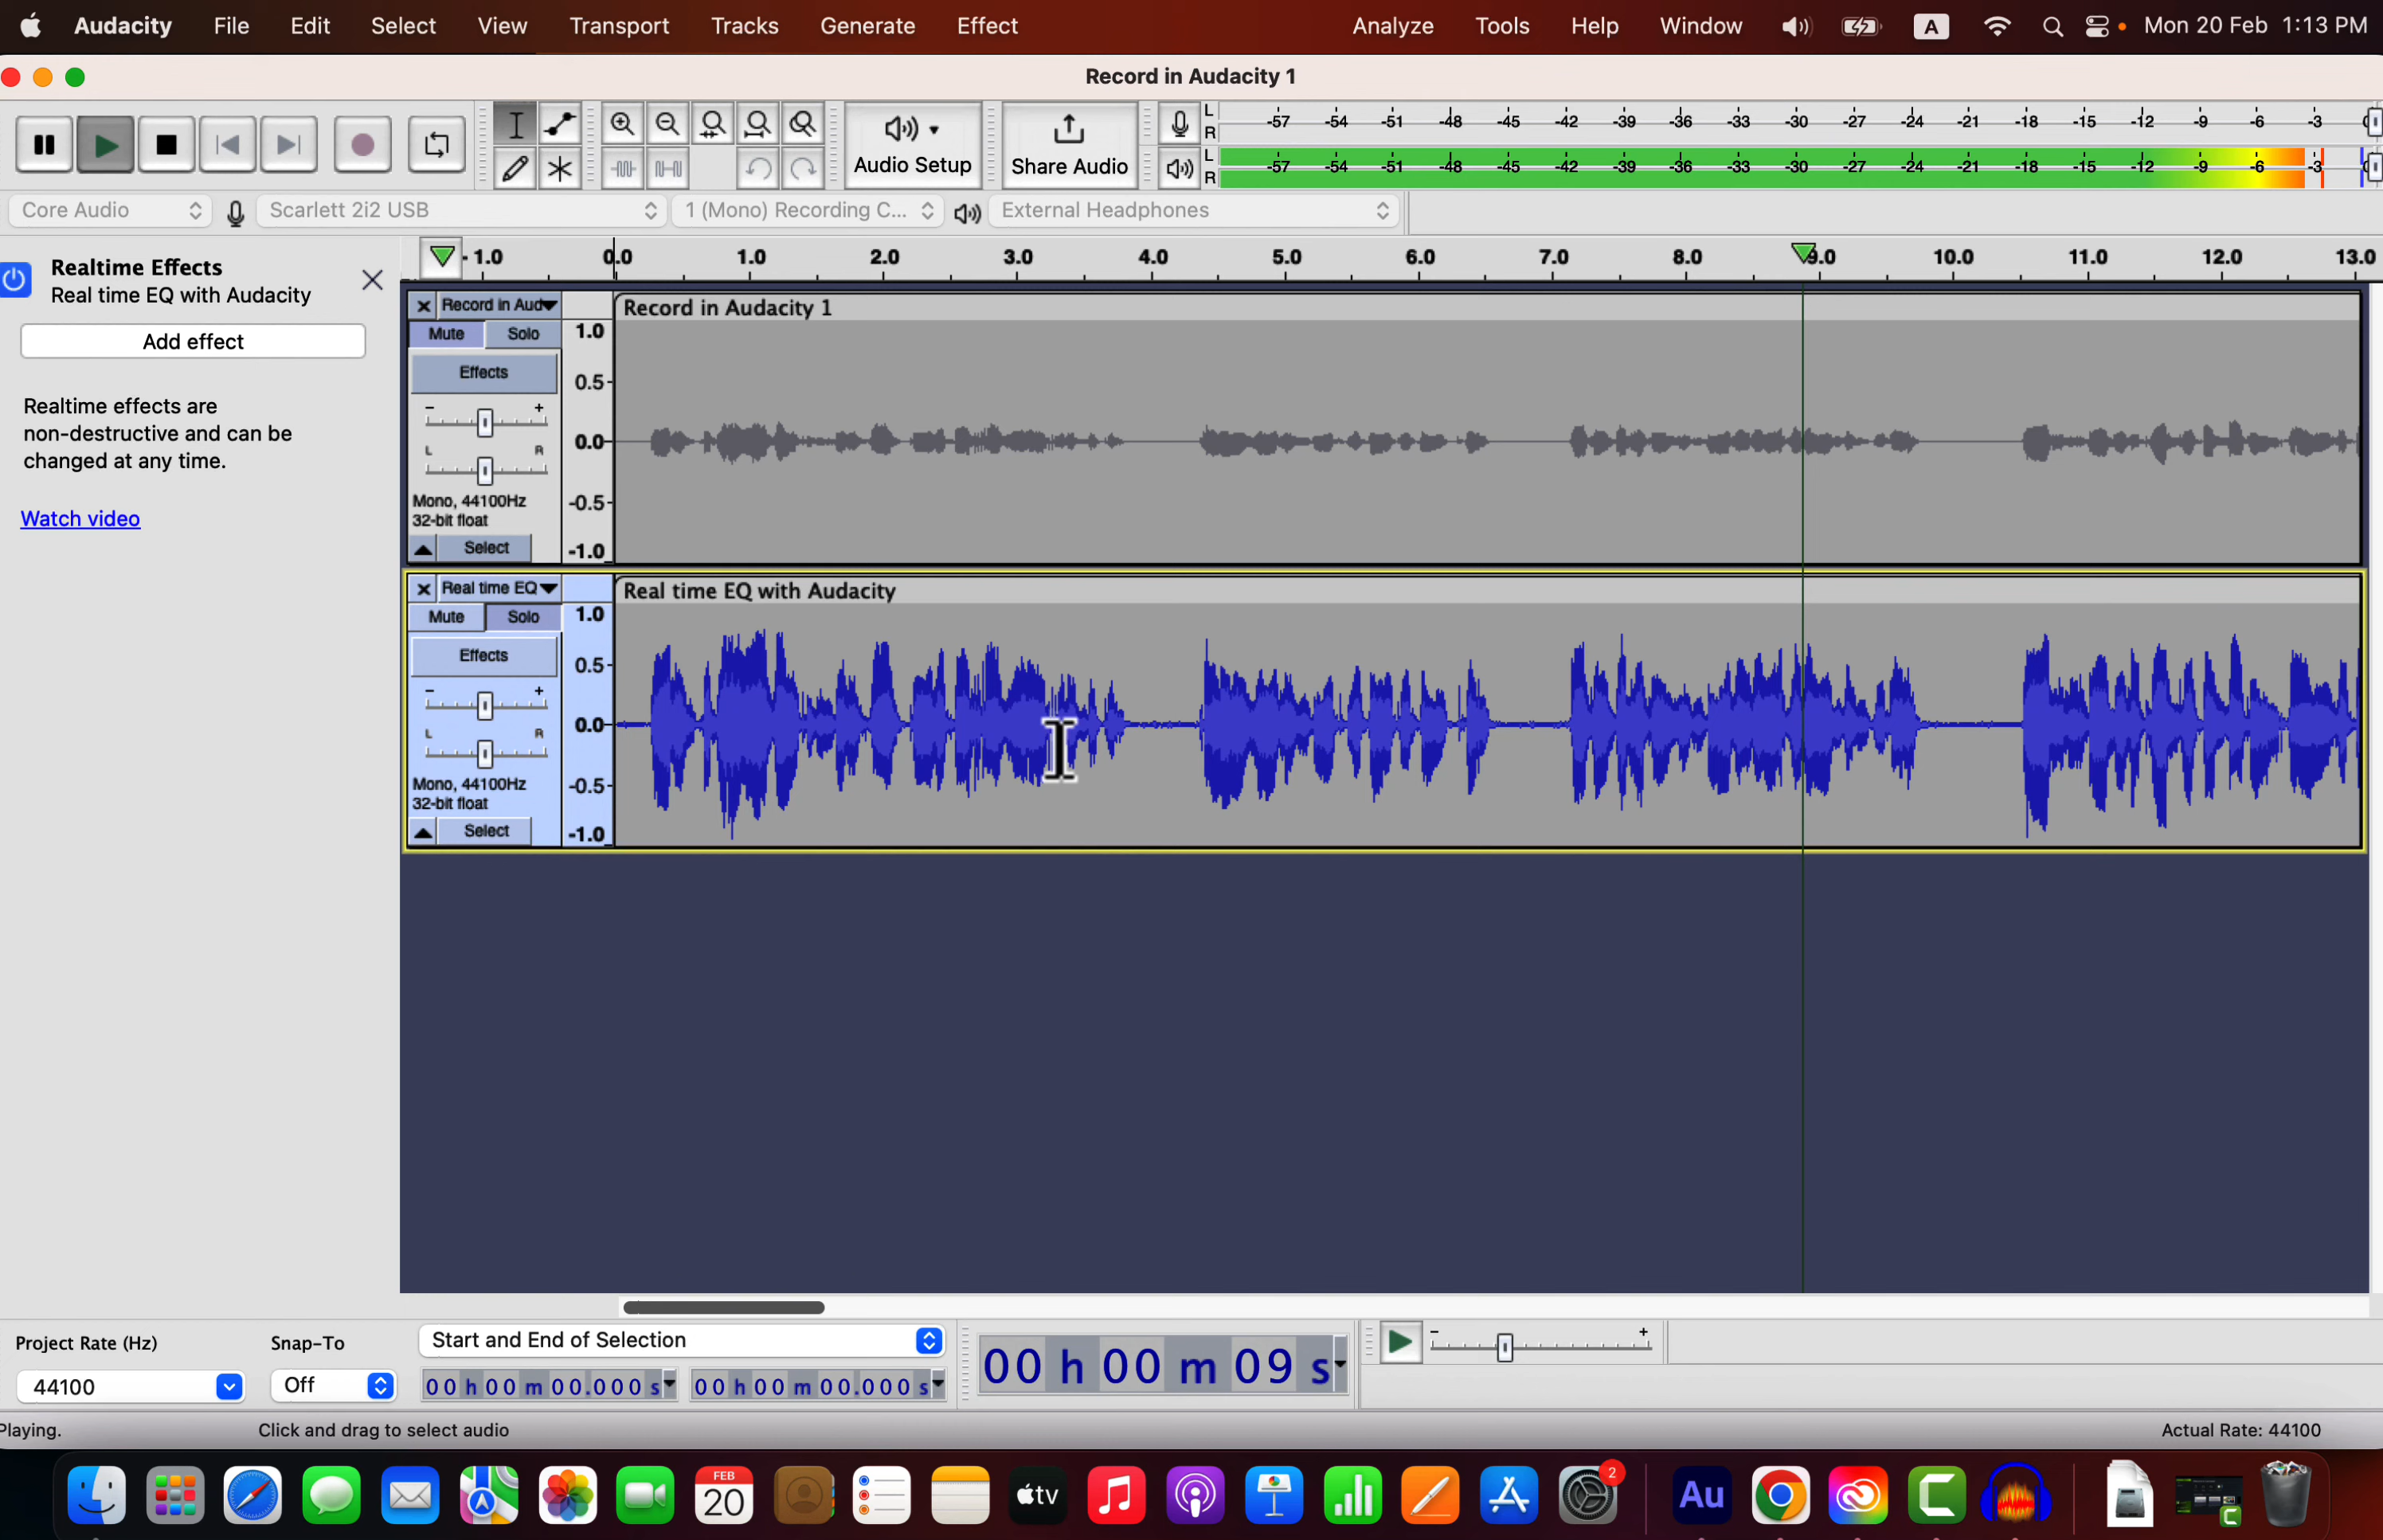 Audacity File Edit Select View Transport Tracks Generate Effect Analyze Tools Help Window A Mon 20 Feb 1:13 PM
Record in Audacity 1
Audio Setup
Share Audio
L
R
-57 -54 -51 -48 -45 -42 -39 -36 -33 -30 -27 -24 -21 -18 -15 -12 -9 -6 -3
L
R
-57 -54 -51 -48 -45 -42 -39 -36 -33 -30 -27 -24 -21 -18 -15 -12 -9 -6 -3
Core Audio Scarlett 2i2 USB 1 (Mono) Recording C... External Headphones
-1.0 0.0 1.0 2.0 3.0 4.0 5.0 6.0 7.0 8.0 9.0 10.0 11.0 12.0 13.0
Realtime Effects
Real time EQ with Audacity
Add effect
Realtime effects are
non-destructive and can be
changed at any time.
Watch video
Record in Aud
Record in Audacity 1
Mute Solo
Effects
- +
L R
Mono, 44100Hz
32-bit float
Select
1.0
0.5-
0.0-
-0.5-
-1.0
Real time EQ
Real time EQ with Audacity
Mute Solo
Effects
- +
L R
Mono, 44100Hz
32-bit float
Select
1.0
0.5-
0.0-
-0.5-
-1.0
Project Rate (Hz) Snap-To Start and End of Selection
44100 Off 00 h 00 m 00.000 s 00 h 00 m 00.000 s
00 h 00 m 09 s
- +
Playing. Click and drag to select audio Actual Rate: 44100
FEB
20
tv
2
Au